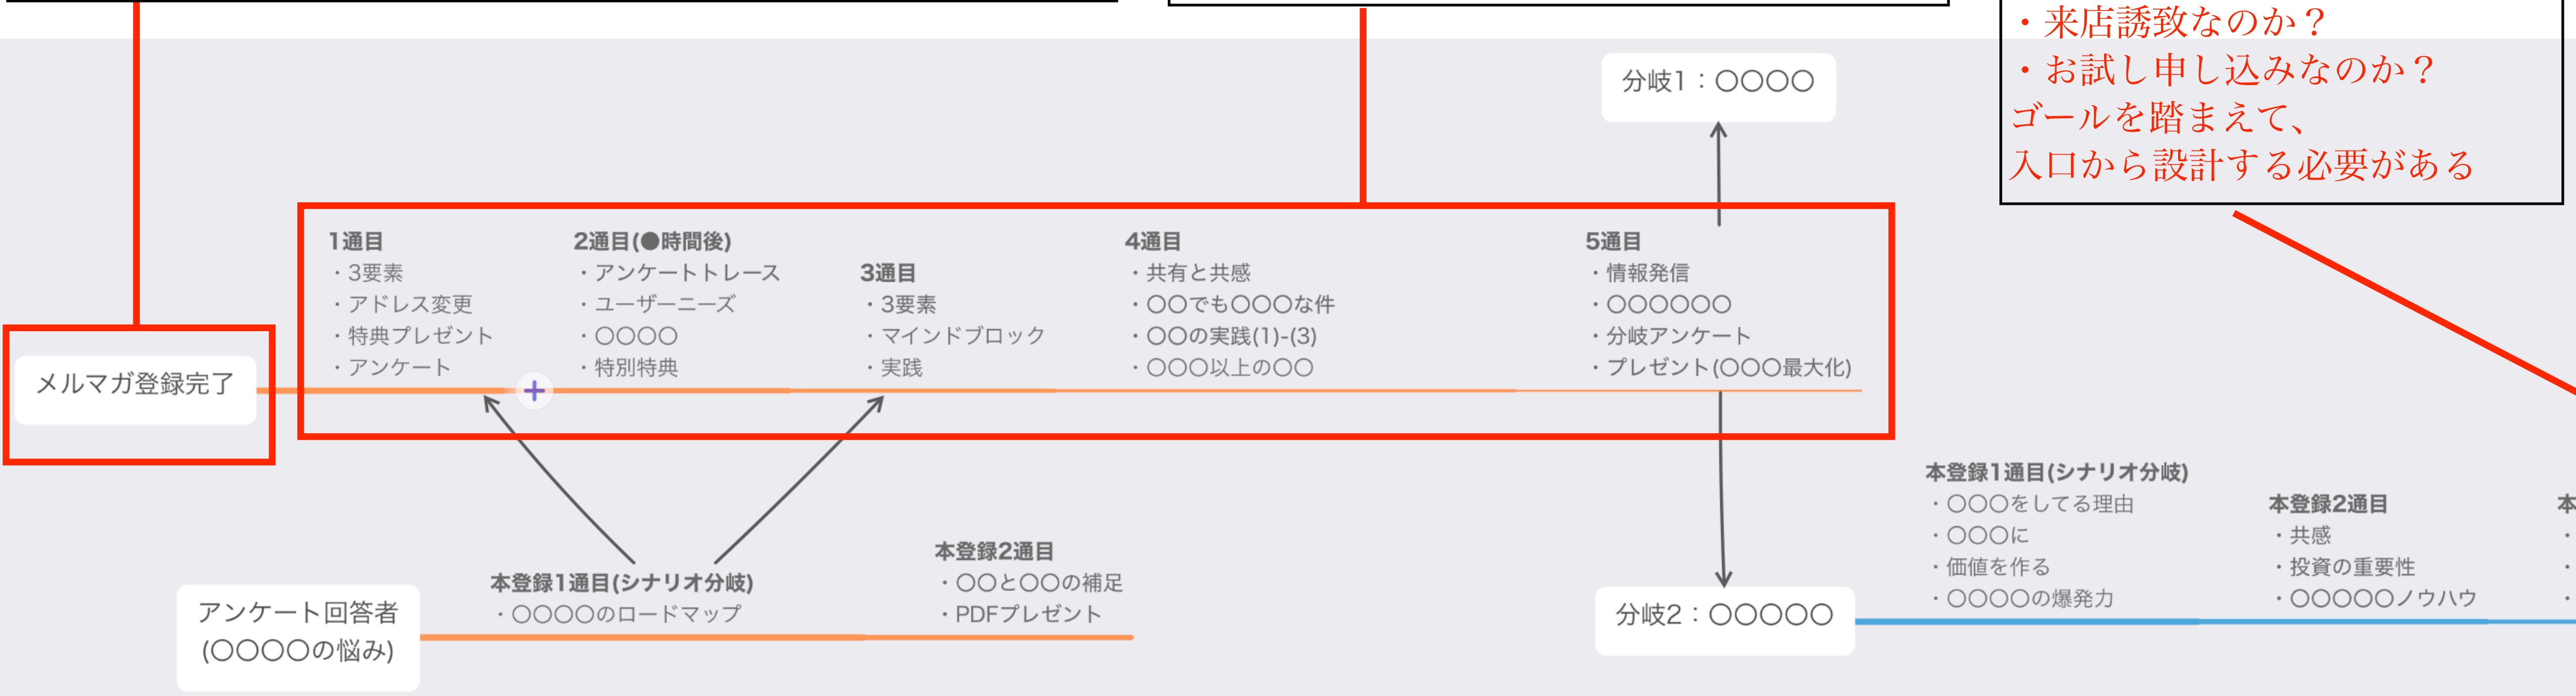 ・来店誘致なのか？
・お試し申し込みなのか？
ゴールを踏まえて、
入口から設計する必要がある
分岐1：〇〇〇〇
1通目
・3要素
・アドレス変更
・特典プレゼント
・アンケート
2通目(●時間後)
・アンケートトレース
・ユーザーニーズ
・〇〇〇〇
・特別特典
3通目
・3要素
・マインドブロック
・実践
4通目
・共有と共感
・〇〇でも〇〇〇な件
・〇〇の実践(1)-(3)
・〇〇〇以上の〇〇
5通目
・情報発信
・〇〇〇〇〇〇
・分岐アンケート
・プレゼント(〇〇〇最大化)
メルマガ登録完了
アンケート回答者
(〇〇〇〇の悩み)
本登録1通目(シナリオ分岐)
・〇〇〇〇のロードマップ
本登録2通目
・〇〇と〇〇の補足
・PDFプレゼント
分岐2：〇〇〇〇〇
本登録1通目(シナリオ分岐)
・〇〇〇をしてる理由
・〇〇〇に
・価値を作る
・〇〇〇〇の爆発力
本登録2通目
・共感
・投資の重要性
・〇〇〇〇〇ノウハウ